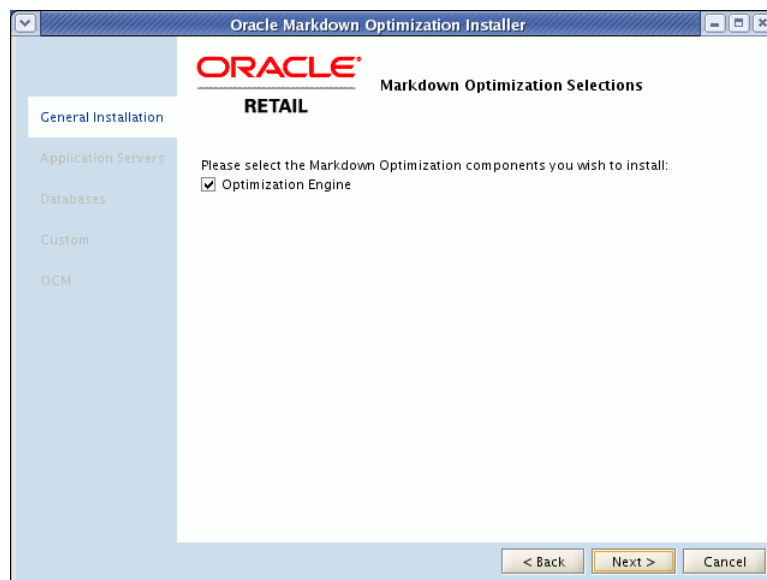 Oracle Markdown Optimization Installer
ORACLE
RETAIL
Markdown Optimization Selections
General Installation
Application Servers
Databases
Custom
OCM
Please select the Markdown Optimization components you wish to install:
Optimization Engine
< Back
Next >
Cancel